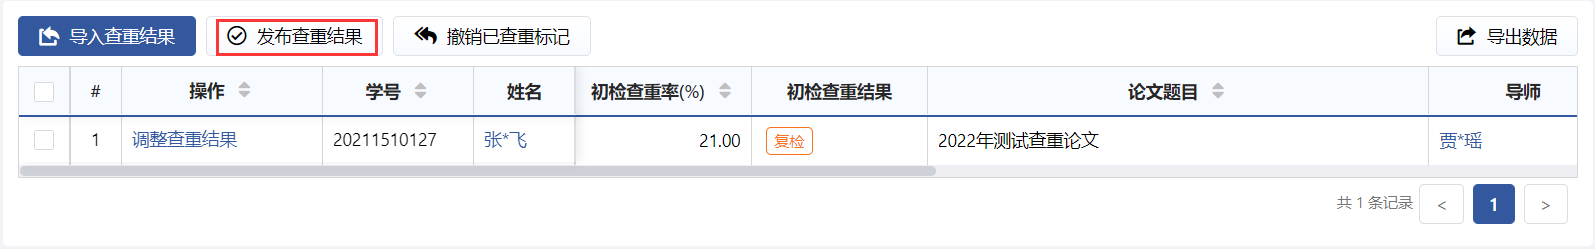 导入查重结果 发布查重结果 撤销已查重标记 导出数据
# 操作 学号 姓名 初检查重率(%) 初检查重结果 论文题目 导师
1 调整查重结果 20211510127 张*飞 21.00 复检 2022年测试查重论文 贾*瑶
共 1 条记录 < 1 >